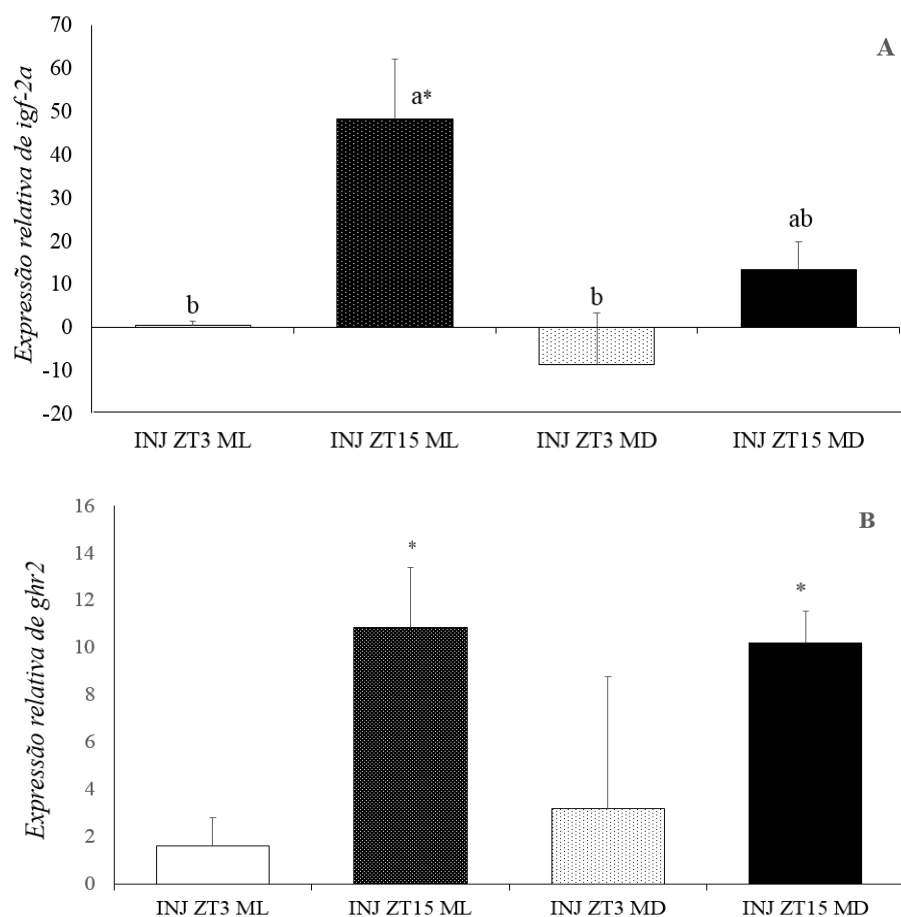 A
Expressão relativa de igf-2a
70
60
50
40
30
20
10
0
-10
-20
b
a*
b
ab
INJ ZT3 ML INJ ZT15 ML INJ ZT3 MD INJ ZT15 MD
B
Expressão relativa de ghr2
16
14
12
10
8
6
4
2
0
*
*
INJ ZT3 ML INJ ZT15 ML INJ ZT3 MD INJ ZT15 MD